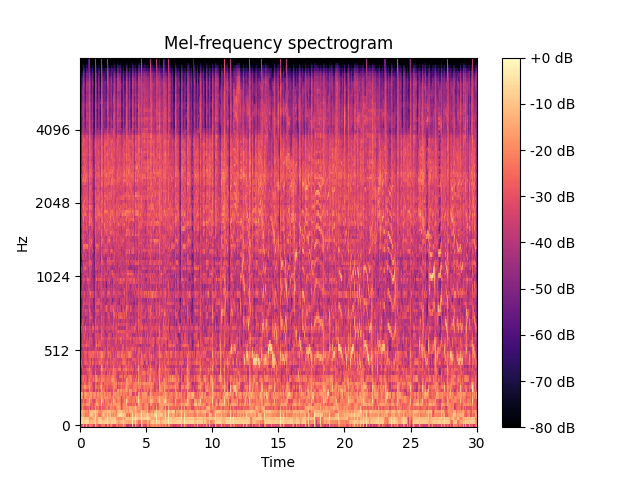 Mel-frequency spectrogram
+0 dB
-10 dB
-20 dB
-30 dB
-40 dB
-50 dB
-60 dB
-70 dB
-80 dB
Hz
4096
2048
1024
512
0
0 5 10 15 20 25 30
Time